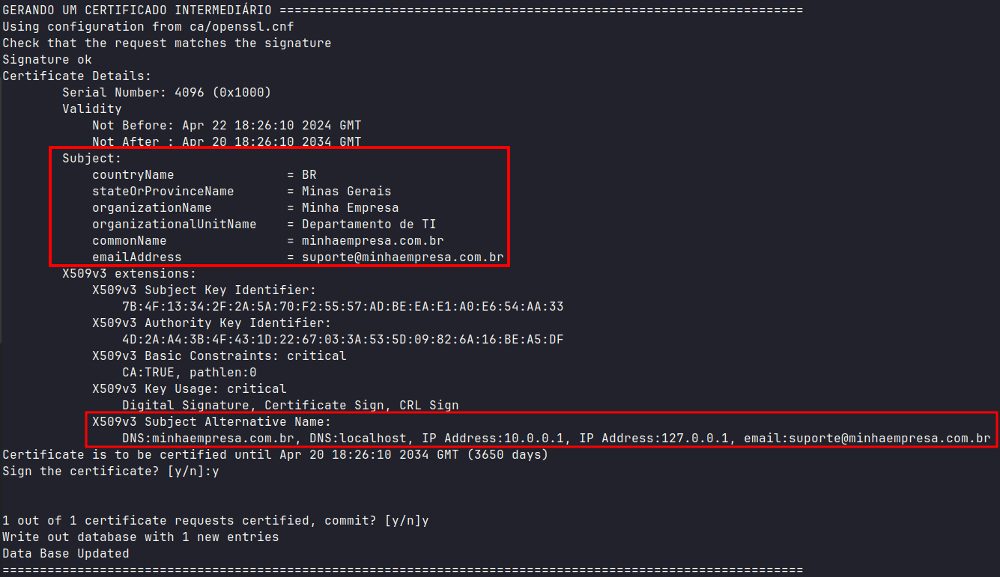 GERANDO UM CERTIFICADO INTERMEDIÁRIO ======================================================================
Using configuration from ca/openssl.cnf
Check that the request matches the signature
Signature ok
Certificate Details:
        Serial Number: 4096 (0x1000)
        Validity
            Not Before: Apr 22 18:26:10 2024 GMT
            Not After : Apr 20 18:26:10 2034 GMT
        Subject:
            countryName               = BR
            stateOrProvinceName       = Minas Gerais
            organizationName          = Minha Empresa
            organizationalUnitName    = Departamento de TI
            commonName                = minhaempresa.com.br
            emailAddress              = suporte@minhaempresa.com.br
        X509v3 extensions:
            X509v3 Subject Key Identifier:
                7B:4F:13:34:2F:2A:5A:70:F2:55:57:AD:BE:EA:E1:A0:E6:54:AA:33
            X509v3 Authority Key Identifier:
                4D:2A:A4:3B:4F:43:1D:22:67:03:3A:53:5D:09:82:6A:16:BE:A5:DF
            X509v3 Basic Constraints: critical
                CA:TRUE, pathlen:0
            X509v3 Key Usage: critical
                Digital Signature, Certificate Sign, CRL Sign
            X509v3 Subject Alternative Name:
                DNS:minhaempresa.com.br, DNS:localhost, IP Address:10.0.0.1, IP Address:127.0.0.1, email:suporte@minhaempresa.com.br
Certificate is to be certified until Apr 20 18:26:10 2034 GMT (3650 days)
Sign the certificate? [y/n]:y
1 out of 1 certificate requests certified, commit? [y/n]y
Write out database with 1 new entries
Data Base Updated
===========================================================================================================